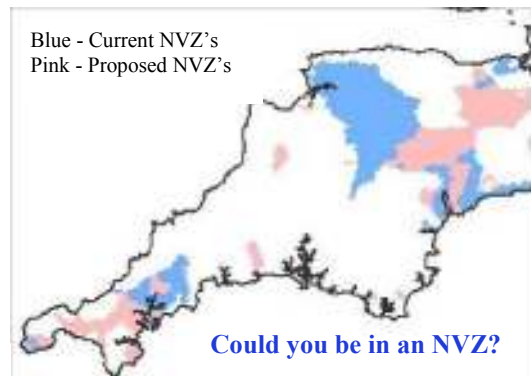 Blue - Current NVZ's
Pink - Proposed NVZ's
Could you be in an NVZ?